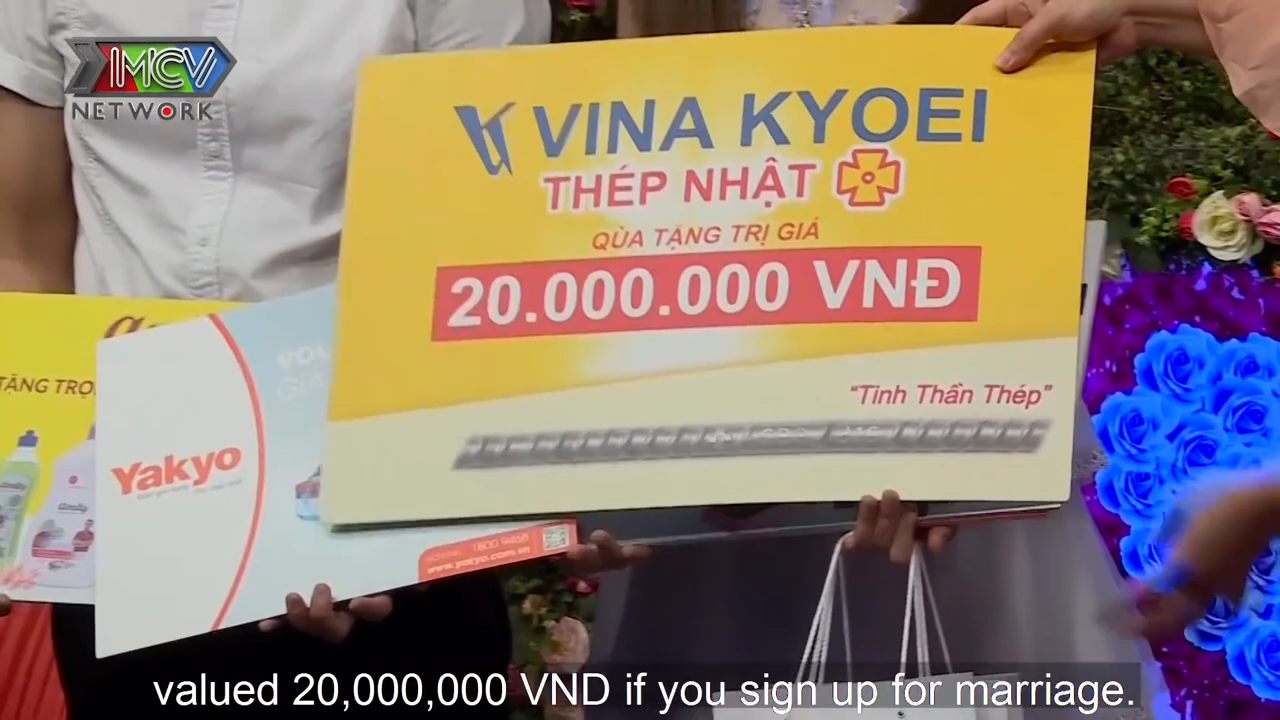 MCV
NETWORK
VINA KYOEI
THÉP NHẬT
QÙA TẶNG TRỊ GIÁ
20.000.000 VNĐ
“Tinh Thần Thép”
TẶNG
Yakyo
1800 9458
www.yakyo.com.vn
valued 20,000,000 VND if you sign up for marriage.